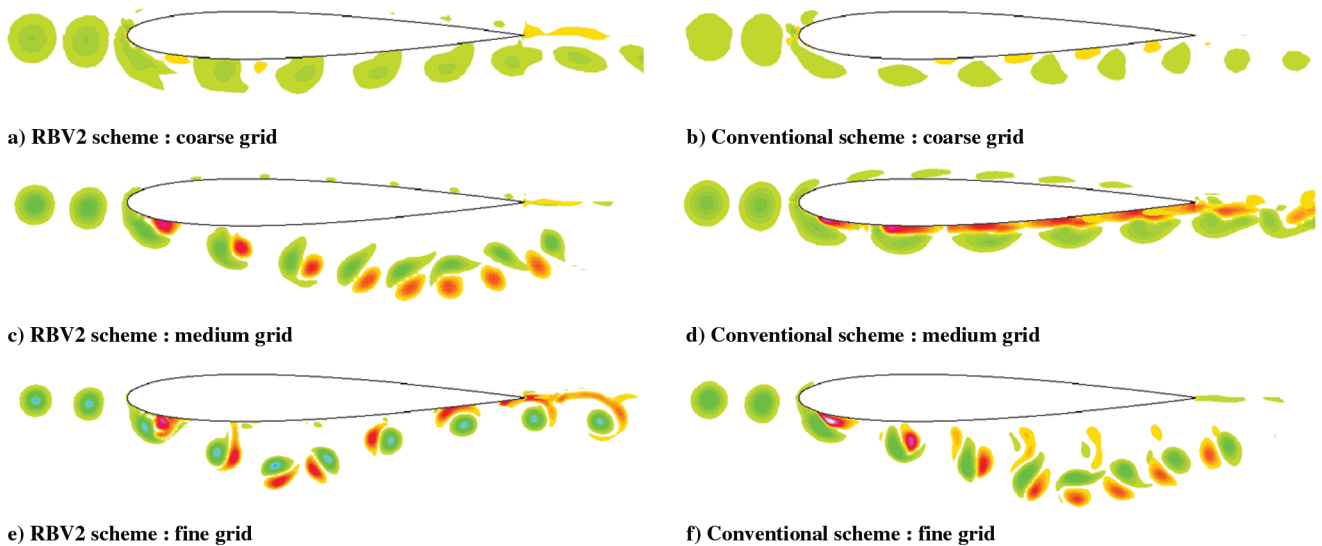 a) RBV2 scheme : coarse grid
b) Conventional scheme : coarse grid
c) RBV2 scheme : medium grid
d) Conventional scheme : medium grid
e) RBV2 scheme : fine grid
f) Conventional scheme : fine grid